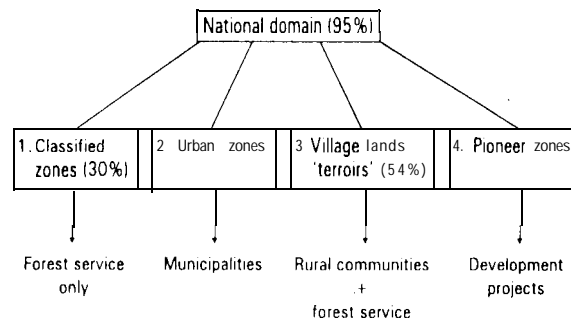 National domain (95%)
1. Classified zones (30%)
2 Urban zones
3 Village lands 'terroirs' (54%)
4. Pioneer zones
Forest service only
Municipalities
Rural communities + forest service
Development projects